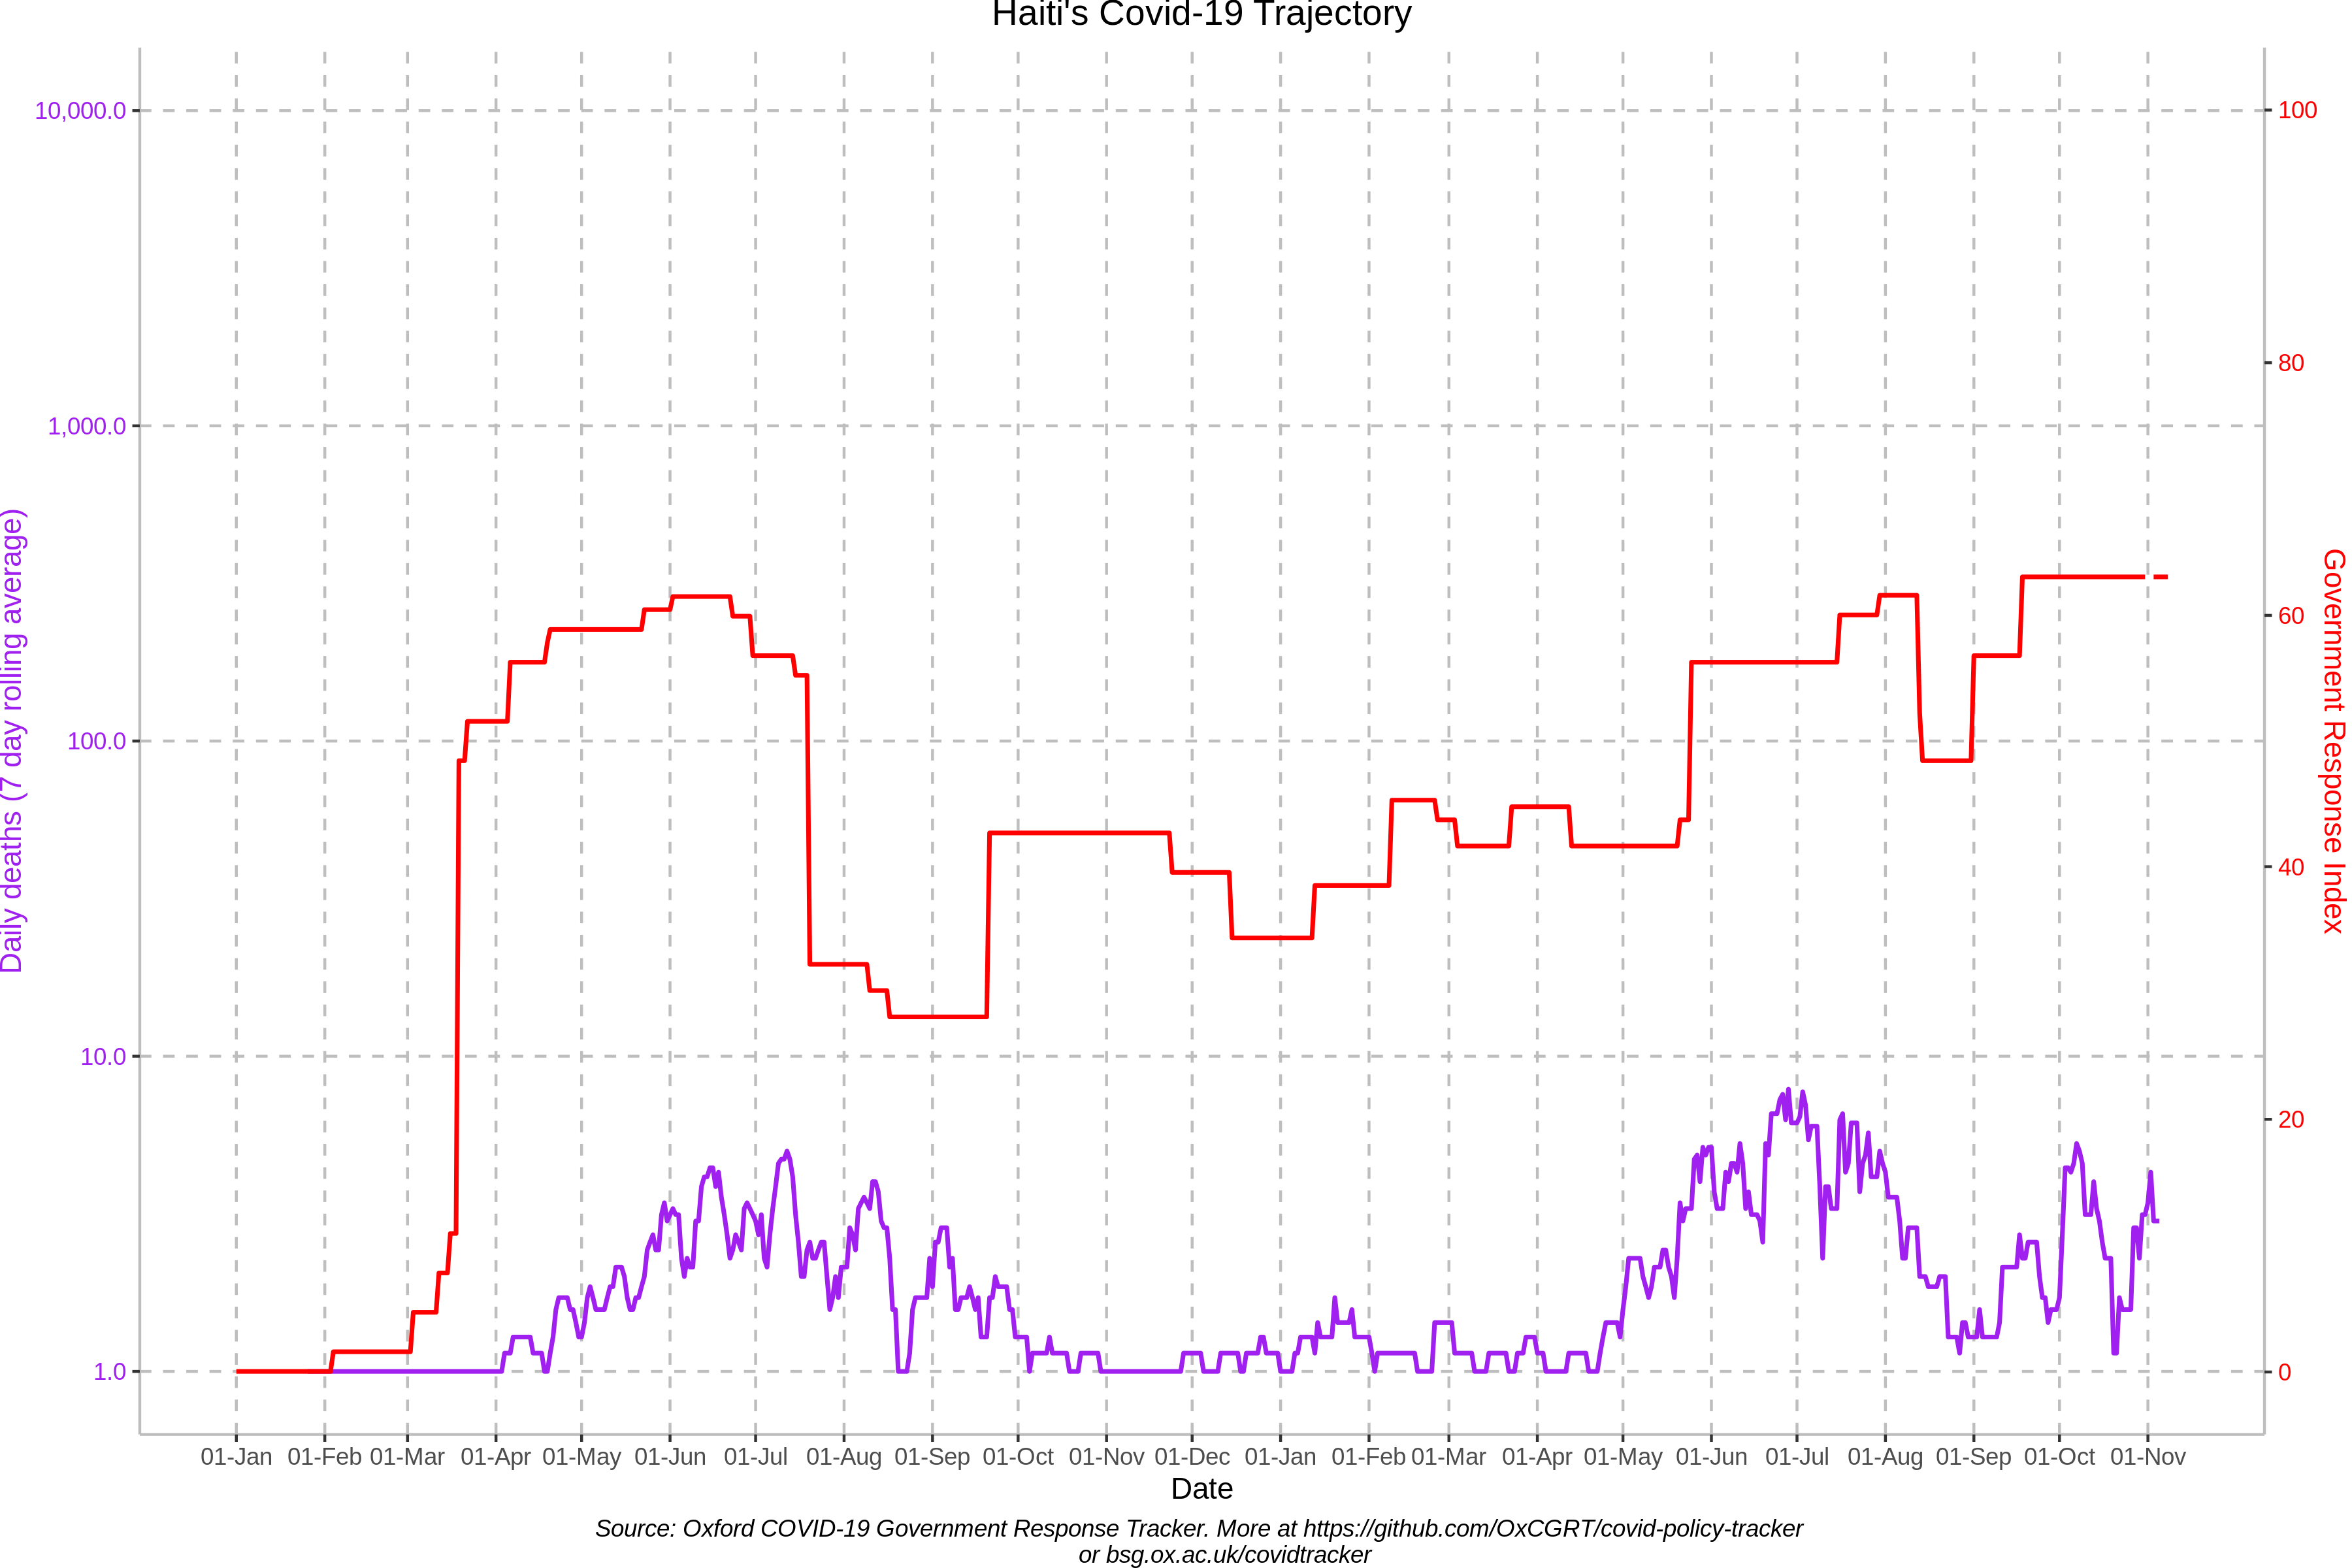 Haiti's Covid-19 Trajectory
10,000.0
1,000.0
100.0
10.0
1.0
Daily deaths (7 day rolling average)
100
80
60
40
20
0
Government Response Index
01-Jan 01-Feb 01-Mar 01-Apr 01-May 01-Jun 01-Jul 01-Aug 01-Sep 01-Oct 01-Nov 01-Dec 01-Jan 01-Feb 01-Mar 01-Apr 01-May 01-Jun 01-Jul 01-Aug 01-Sep 01-Oct 01-Nov
Date
Source: Oxford COVID-19 Government Response Tracker. More at https://github.com/OxCGRT/covid-policy-tracker
or bsg.ox.ac.uk/covidtracker